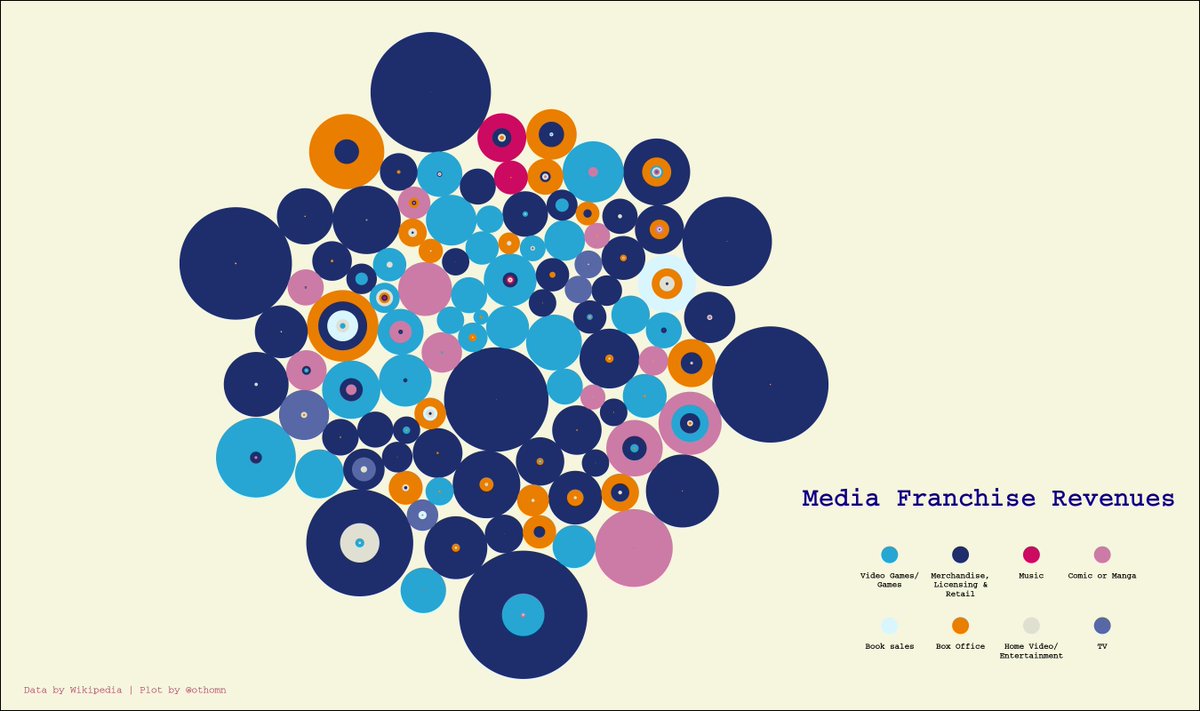 Media Franchise Revenues
Video Games/
Games
Merchandise,
Licensing &
Retail
Music
Comic or Manga
Book sales
Box Office
Home Video/
Entertainment
TV
Data by Wikipedia | Plot by @othomn